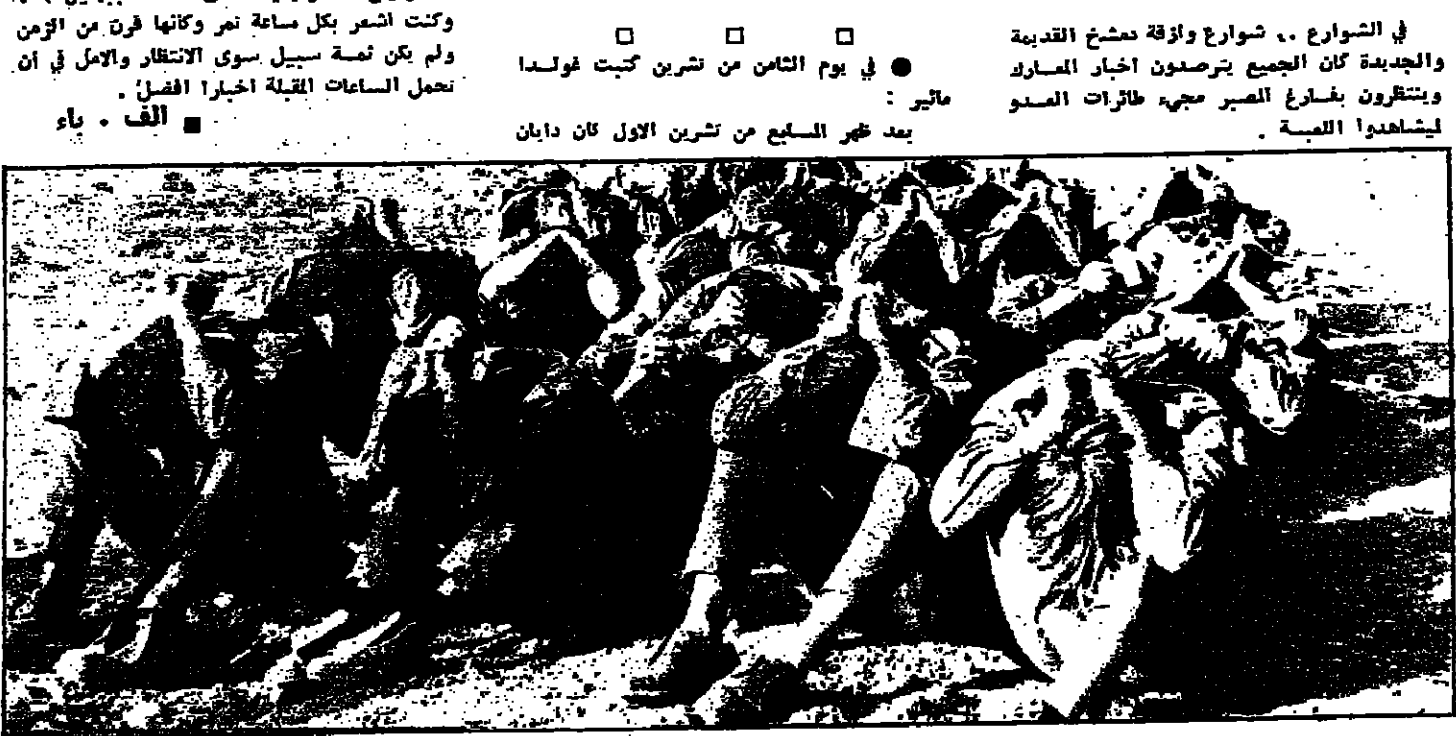 في الشوارع .. شوارع وازقة دمشخ القديمة
والجديدة كان الجميع يترصدون اخبار المعارك
وينتظرون بفارغ المصير مجيء طائرات العدو
ليشاهدوا اللعبة .
● في يوم الثامن من تشرين كتبت غولدا
مائير :
بعد ظهر السابع من تشرين الاول كان دايان
وكنت اشعر بكل ساعة تمر وكانها قرن من الزمن
ولم يكن ثمة سبيل سوى الانتظار والامل في أن
تحمل الساعات المقبلة اخبارا افضل .
■ الف . باء